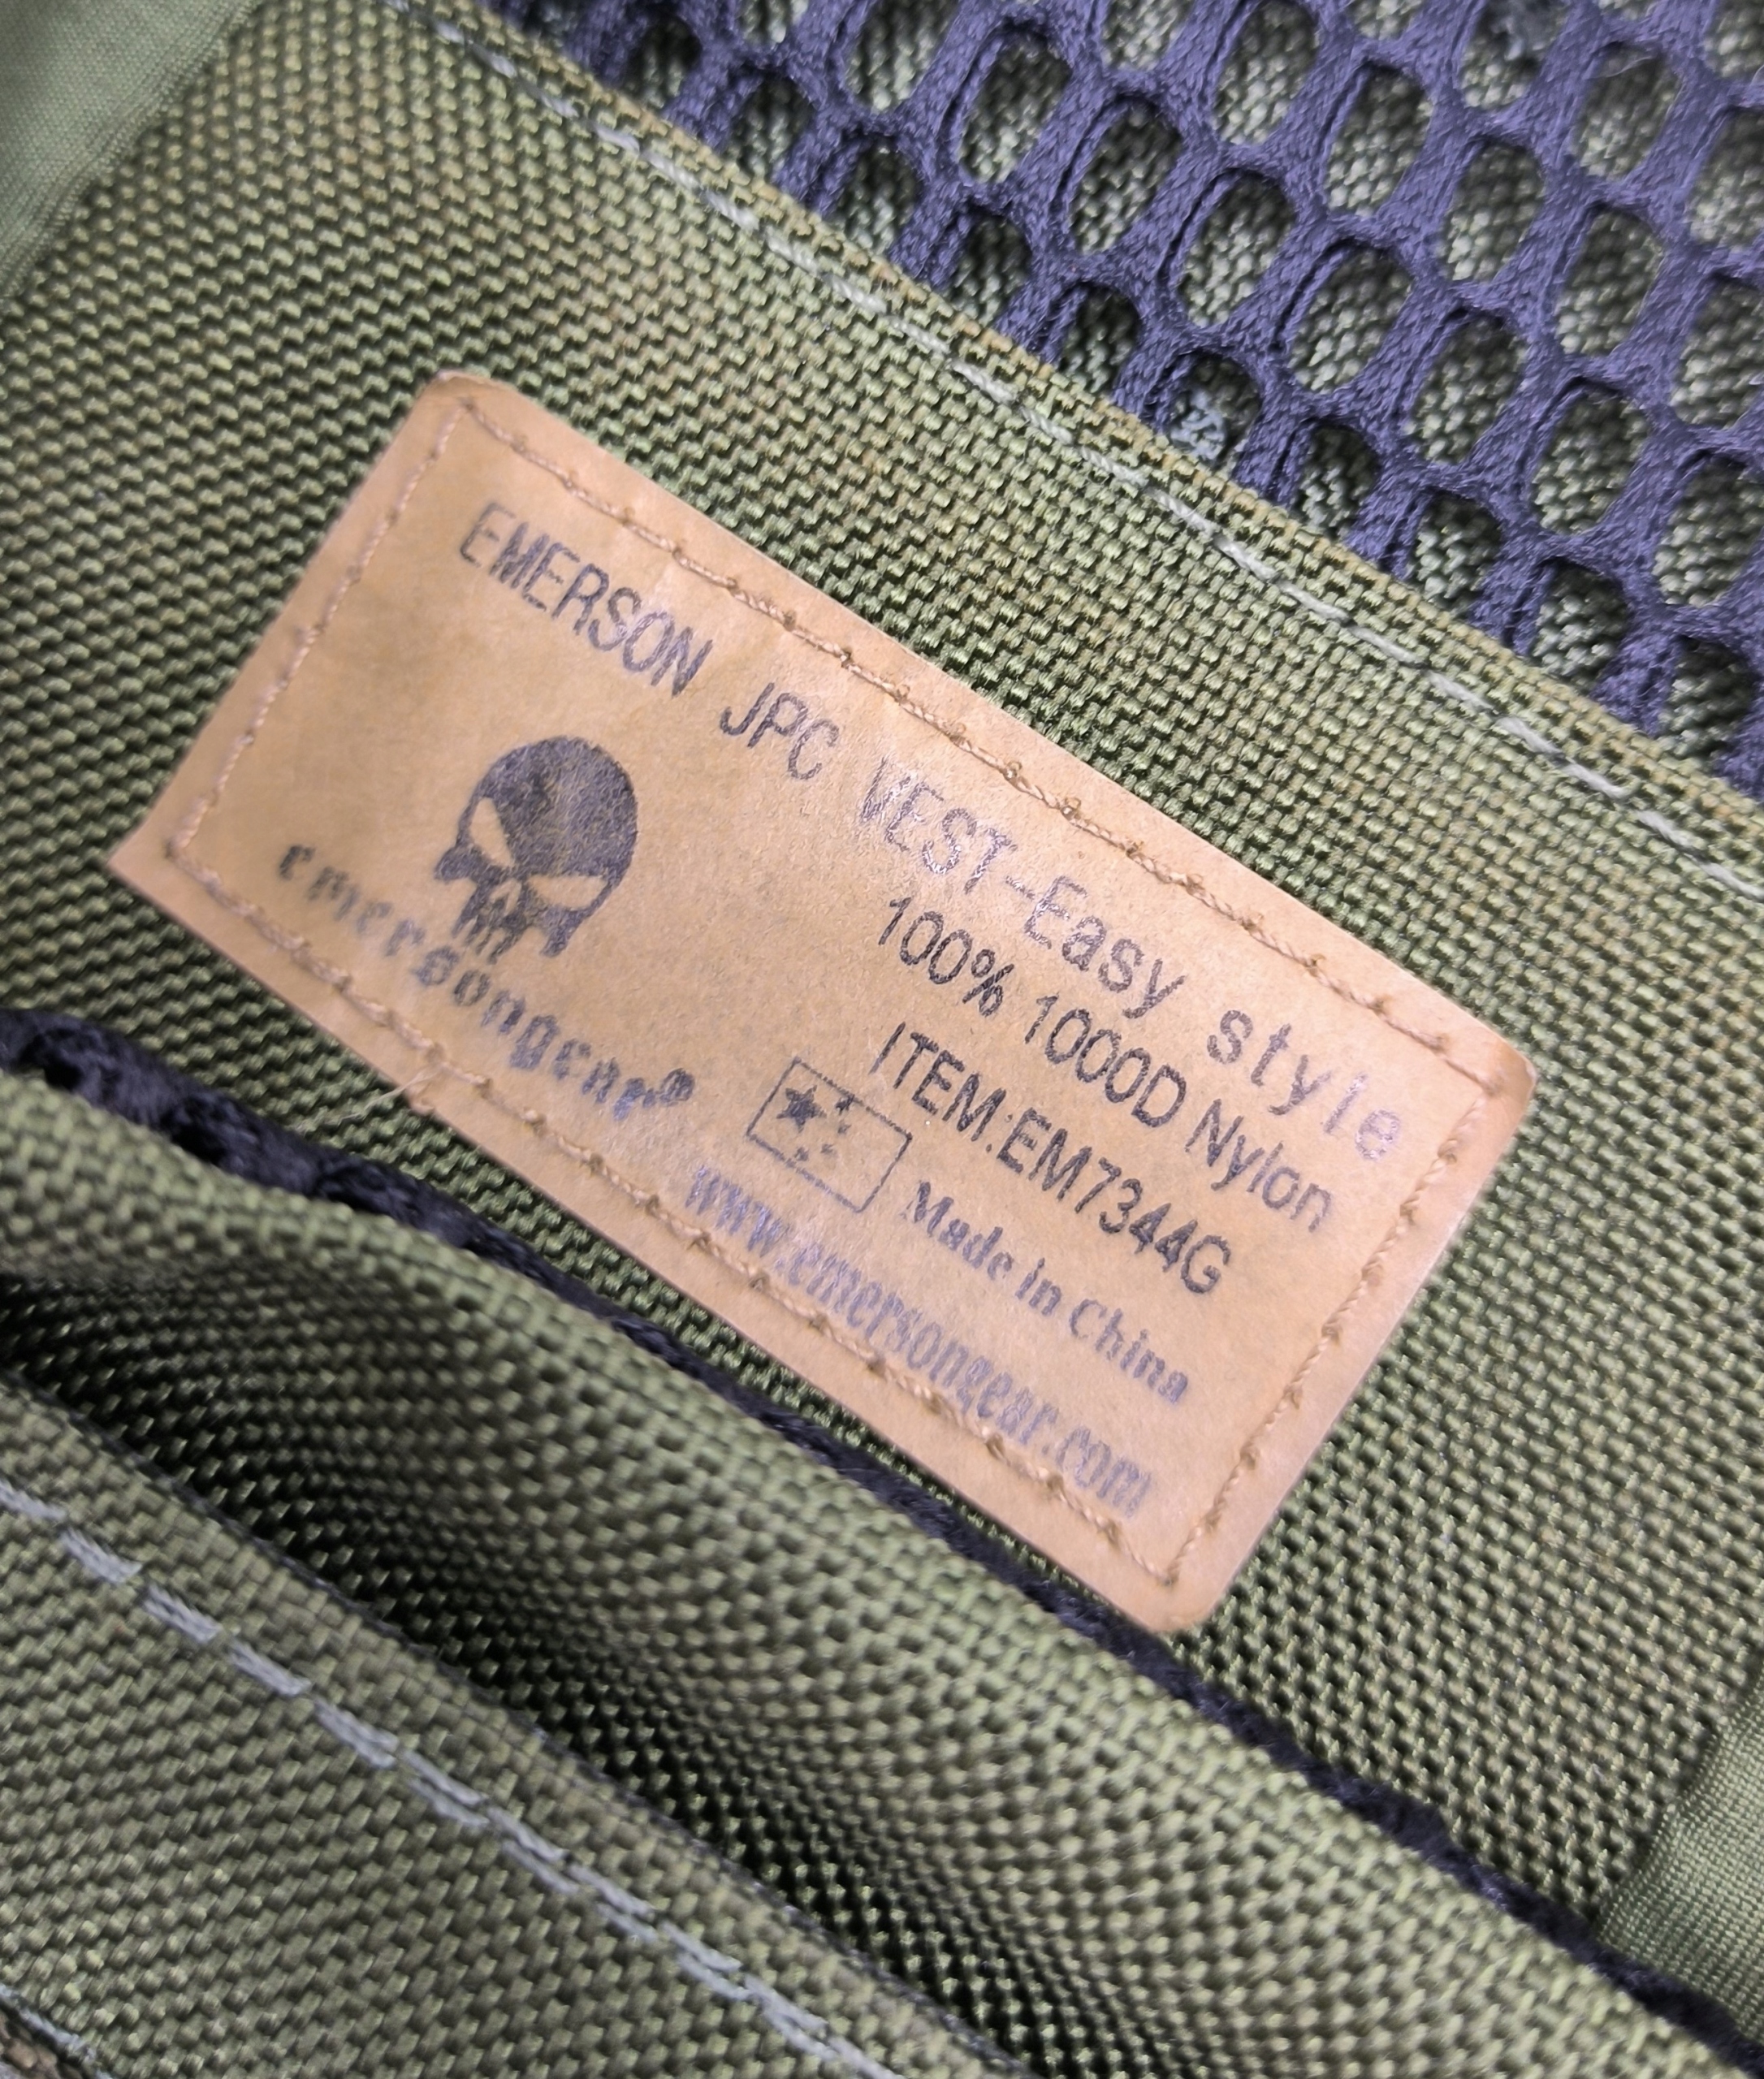 EMERSON JPC VEST-Easy style
100% 1000D Nylon
ITEM:EM7344G
emersongear®
Made in China
www.emersongear.com